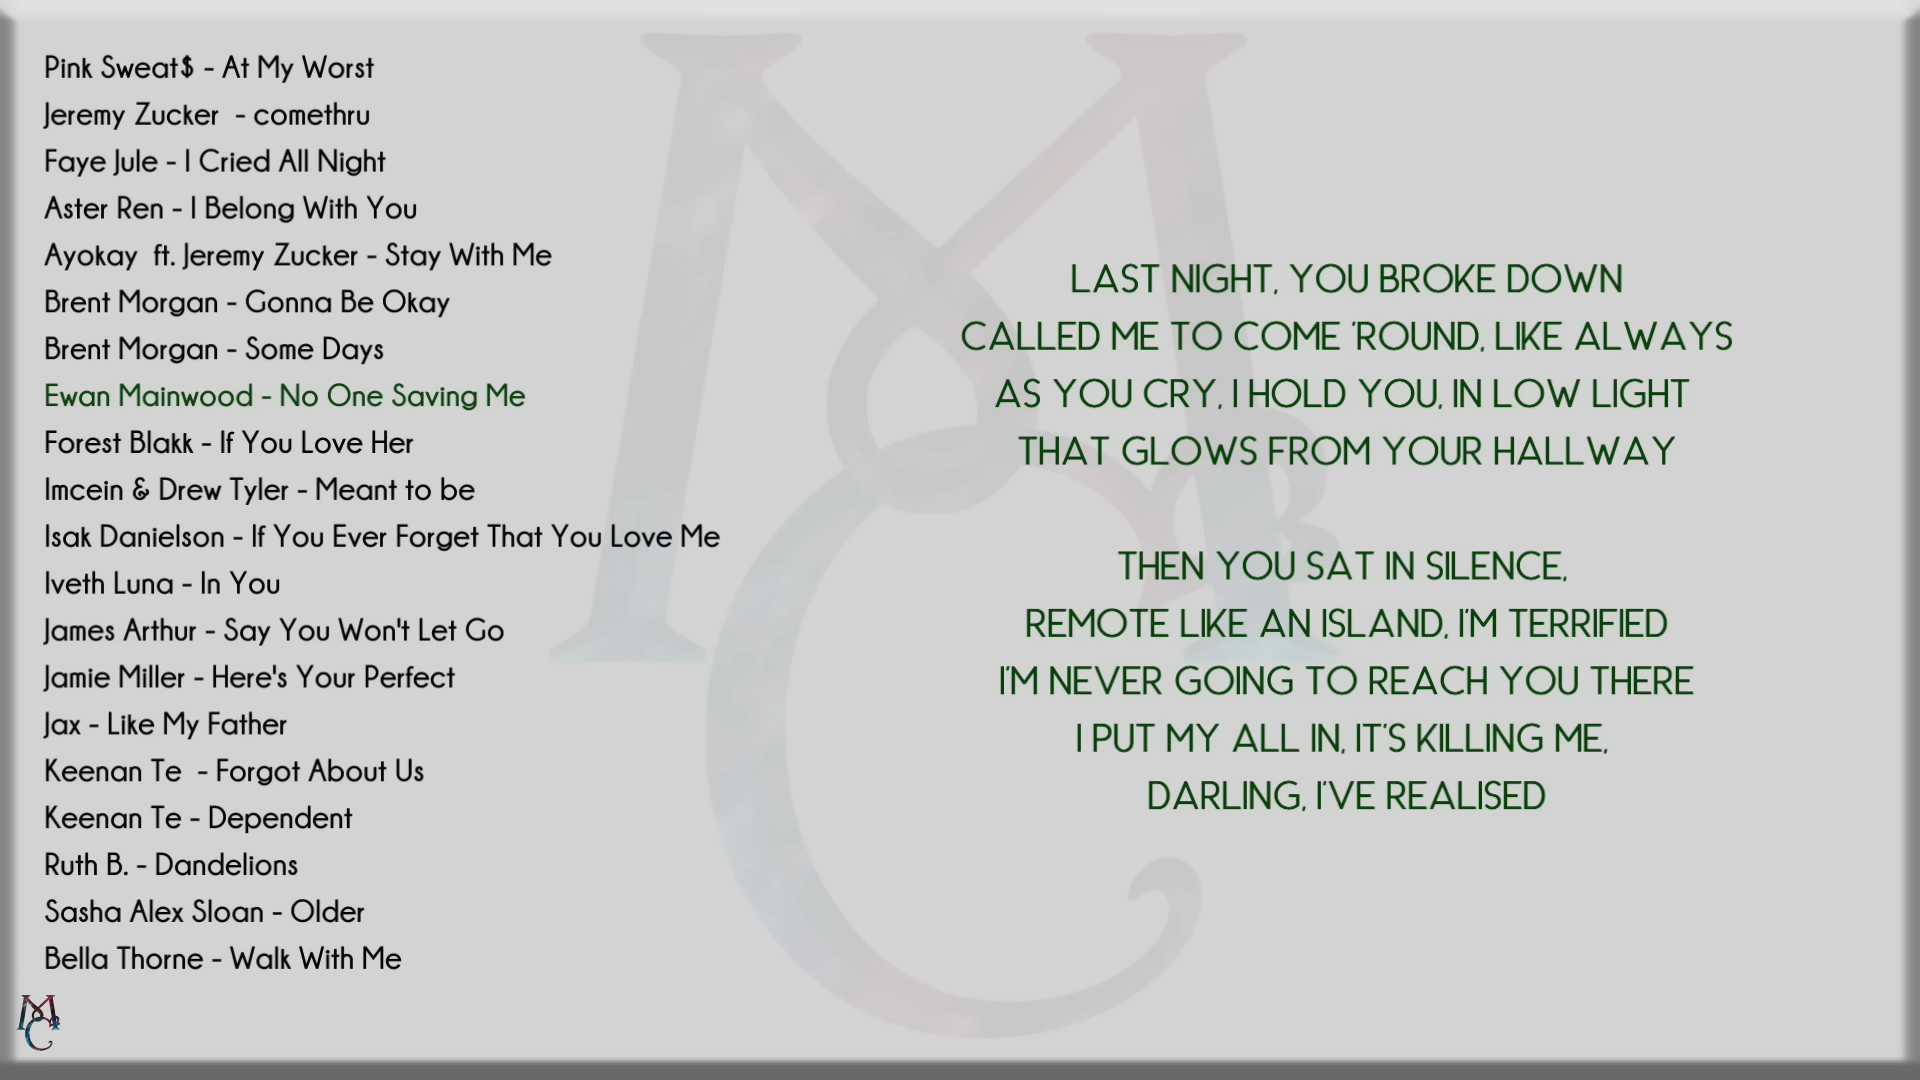 Pink Sweat$ - At My Worst
Jeremy Zucker  - comethru
Faye Jule - I Cried All Night
Aster Ren - I Belong With You
Ayokay  ft. Jeremy Zucker - Stay With Me
Brent Morgan - Gonna Be Okay
Brent Morgan - Some Days
Ewan Mainwood - No One Saving Me
Forest Blakk - If You Love Her
Imcein & Drew Tyler - Meant to be
Isak Danielson - If You Ever Forget That You Love Me
Iveth Luna - In You
James Arthur - Say You Won't Let Go
Jamie Miller - Here's Your Perfect
Jax - Like My Father
Keenan Te  - Forgot About Us
Keenan Te - Dependent
Ruth B. - Dandelions
Sasha Alex Sloan - Older
Bella Thorne - Walk With Me
LAST NIGHT, YOU BROKE DOWN
CALLED ME TO COME 'ROUND, LIKE ALWAYS
AS YOU CRY, I HOLD YOU, IN LOW LIGHT
THAT GLOWS FROM YOUR HALLWAY
THEN YOU SAT IN SILENCE,
REMOTE LIKE AN ISLAND, I'M TERRIFIED
I'M NEVER GOING TO REACH YOU THERE
I PUT MY ALL IN, IT'S KILLING ME,
DARLING, I'VE REALISED